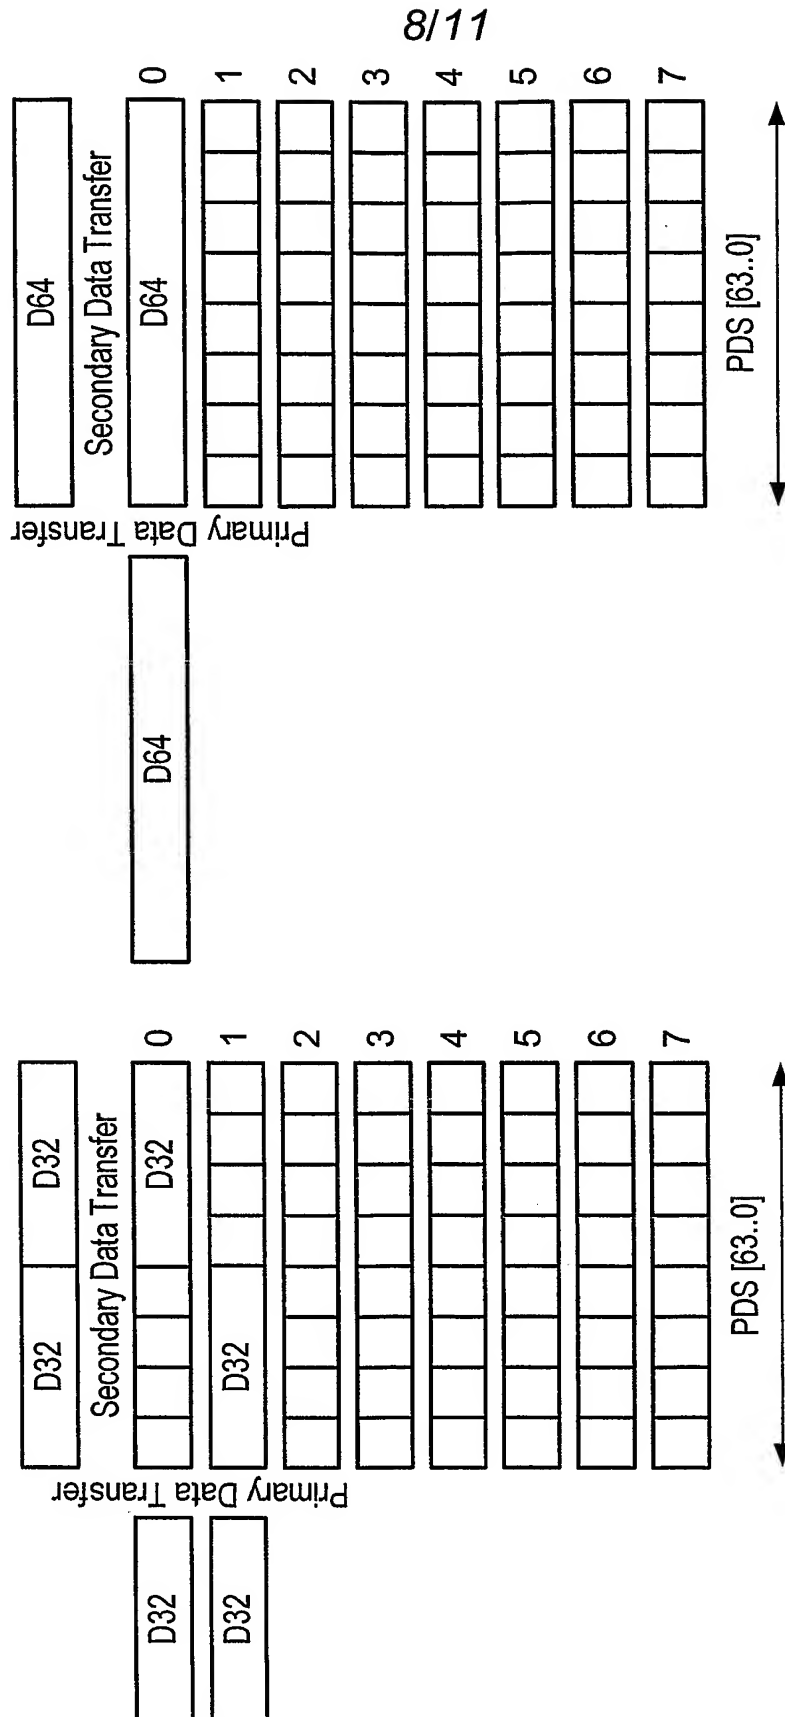 8/11
D64
Secondary Data Transfer
D64
0
1
2
3
4
5
6
7
PDS [63..0]
Primary Data Transfer
D64
D32
D32
Secondary Data Transfer
D32
0
D32
1
2
3
4
5
6
7
PDS [63..0]
Primary Data Transfer
D32
D32